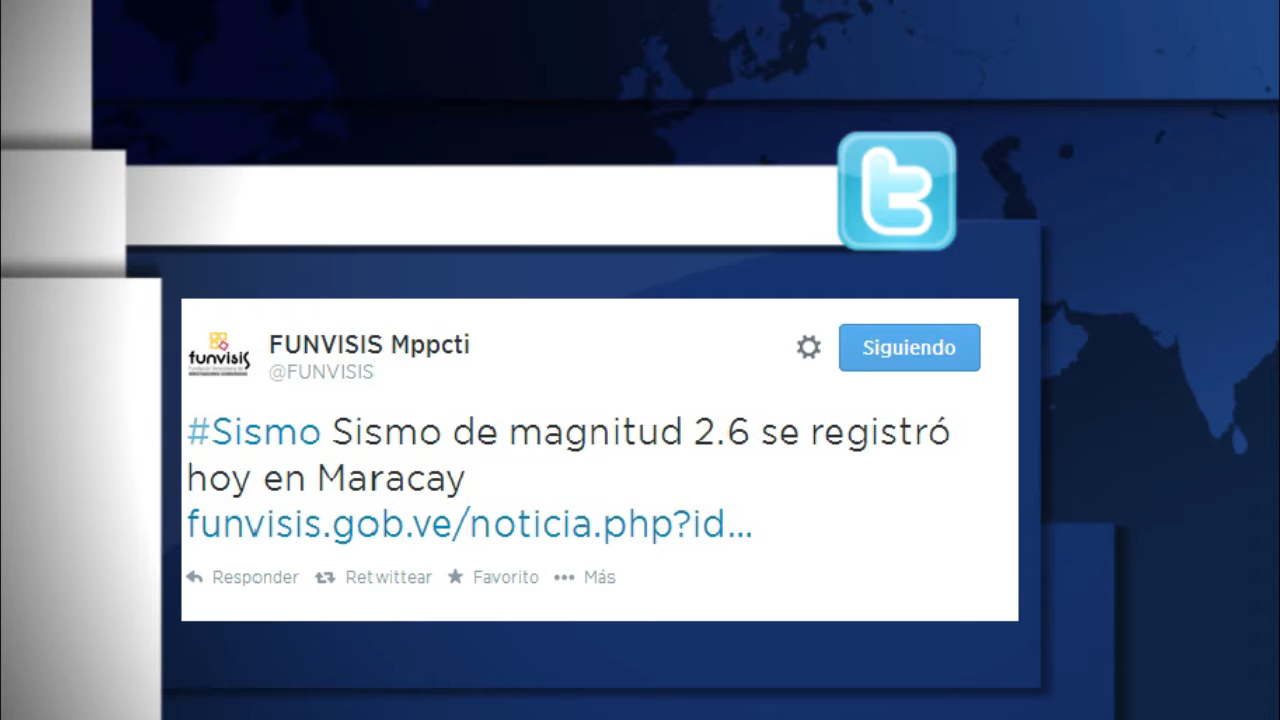 FUNVISIS Mppcti
@FUNVISIS
Siguiendo
funvisis
#Sismo Sismo de magnitud 2.6 se registró
hoy en Maracay
funvisis.gob.ve/noticia.php?id...
Responder Retwittear Favorito Más